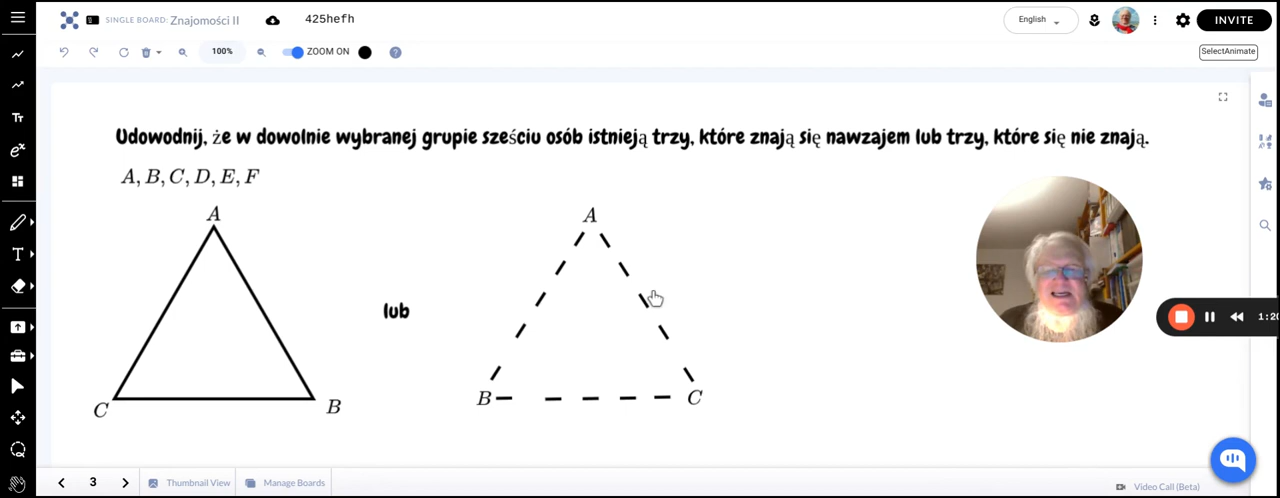 SINGLE BOARD: Znajomości II
425hefh
English
INVITE
100%
ZOOM ON
SelectAnimate
Udowodnij, że w dowolnie wybranej grupie sześciu osób istnieją trzy, które znają się nawzajem lub trzy, które się nie znają.
A, B, C, D, E, F
A
A
lub
C
B
B
C
1:20
3
Thumbnail View
Manage Boards
Video Call (Beta)